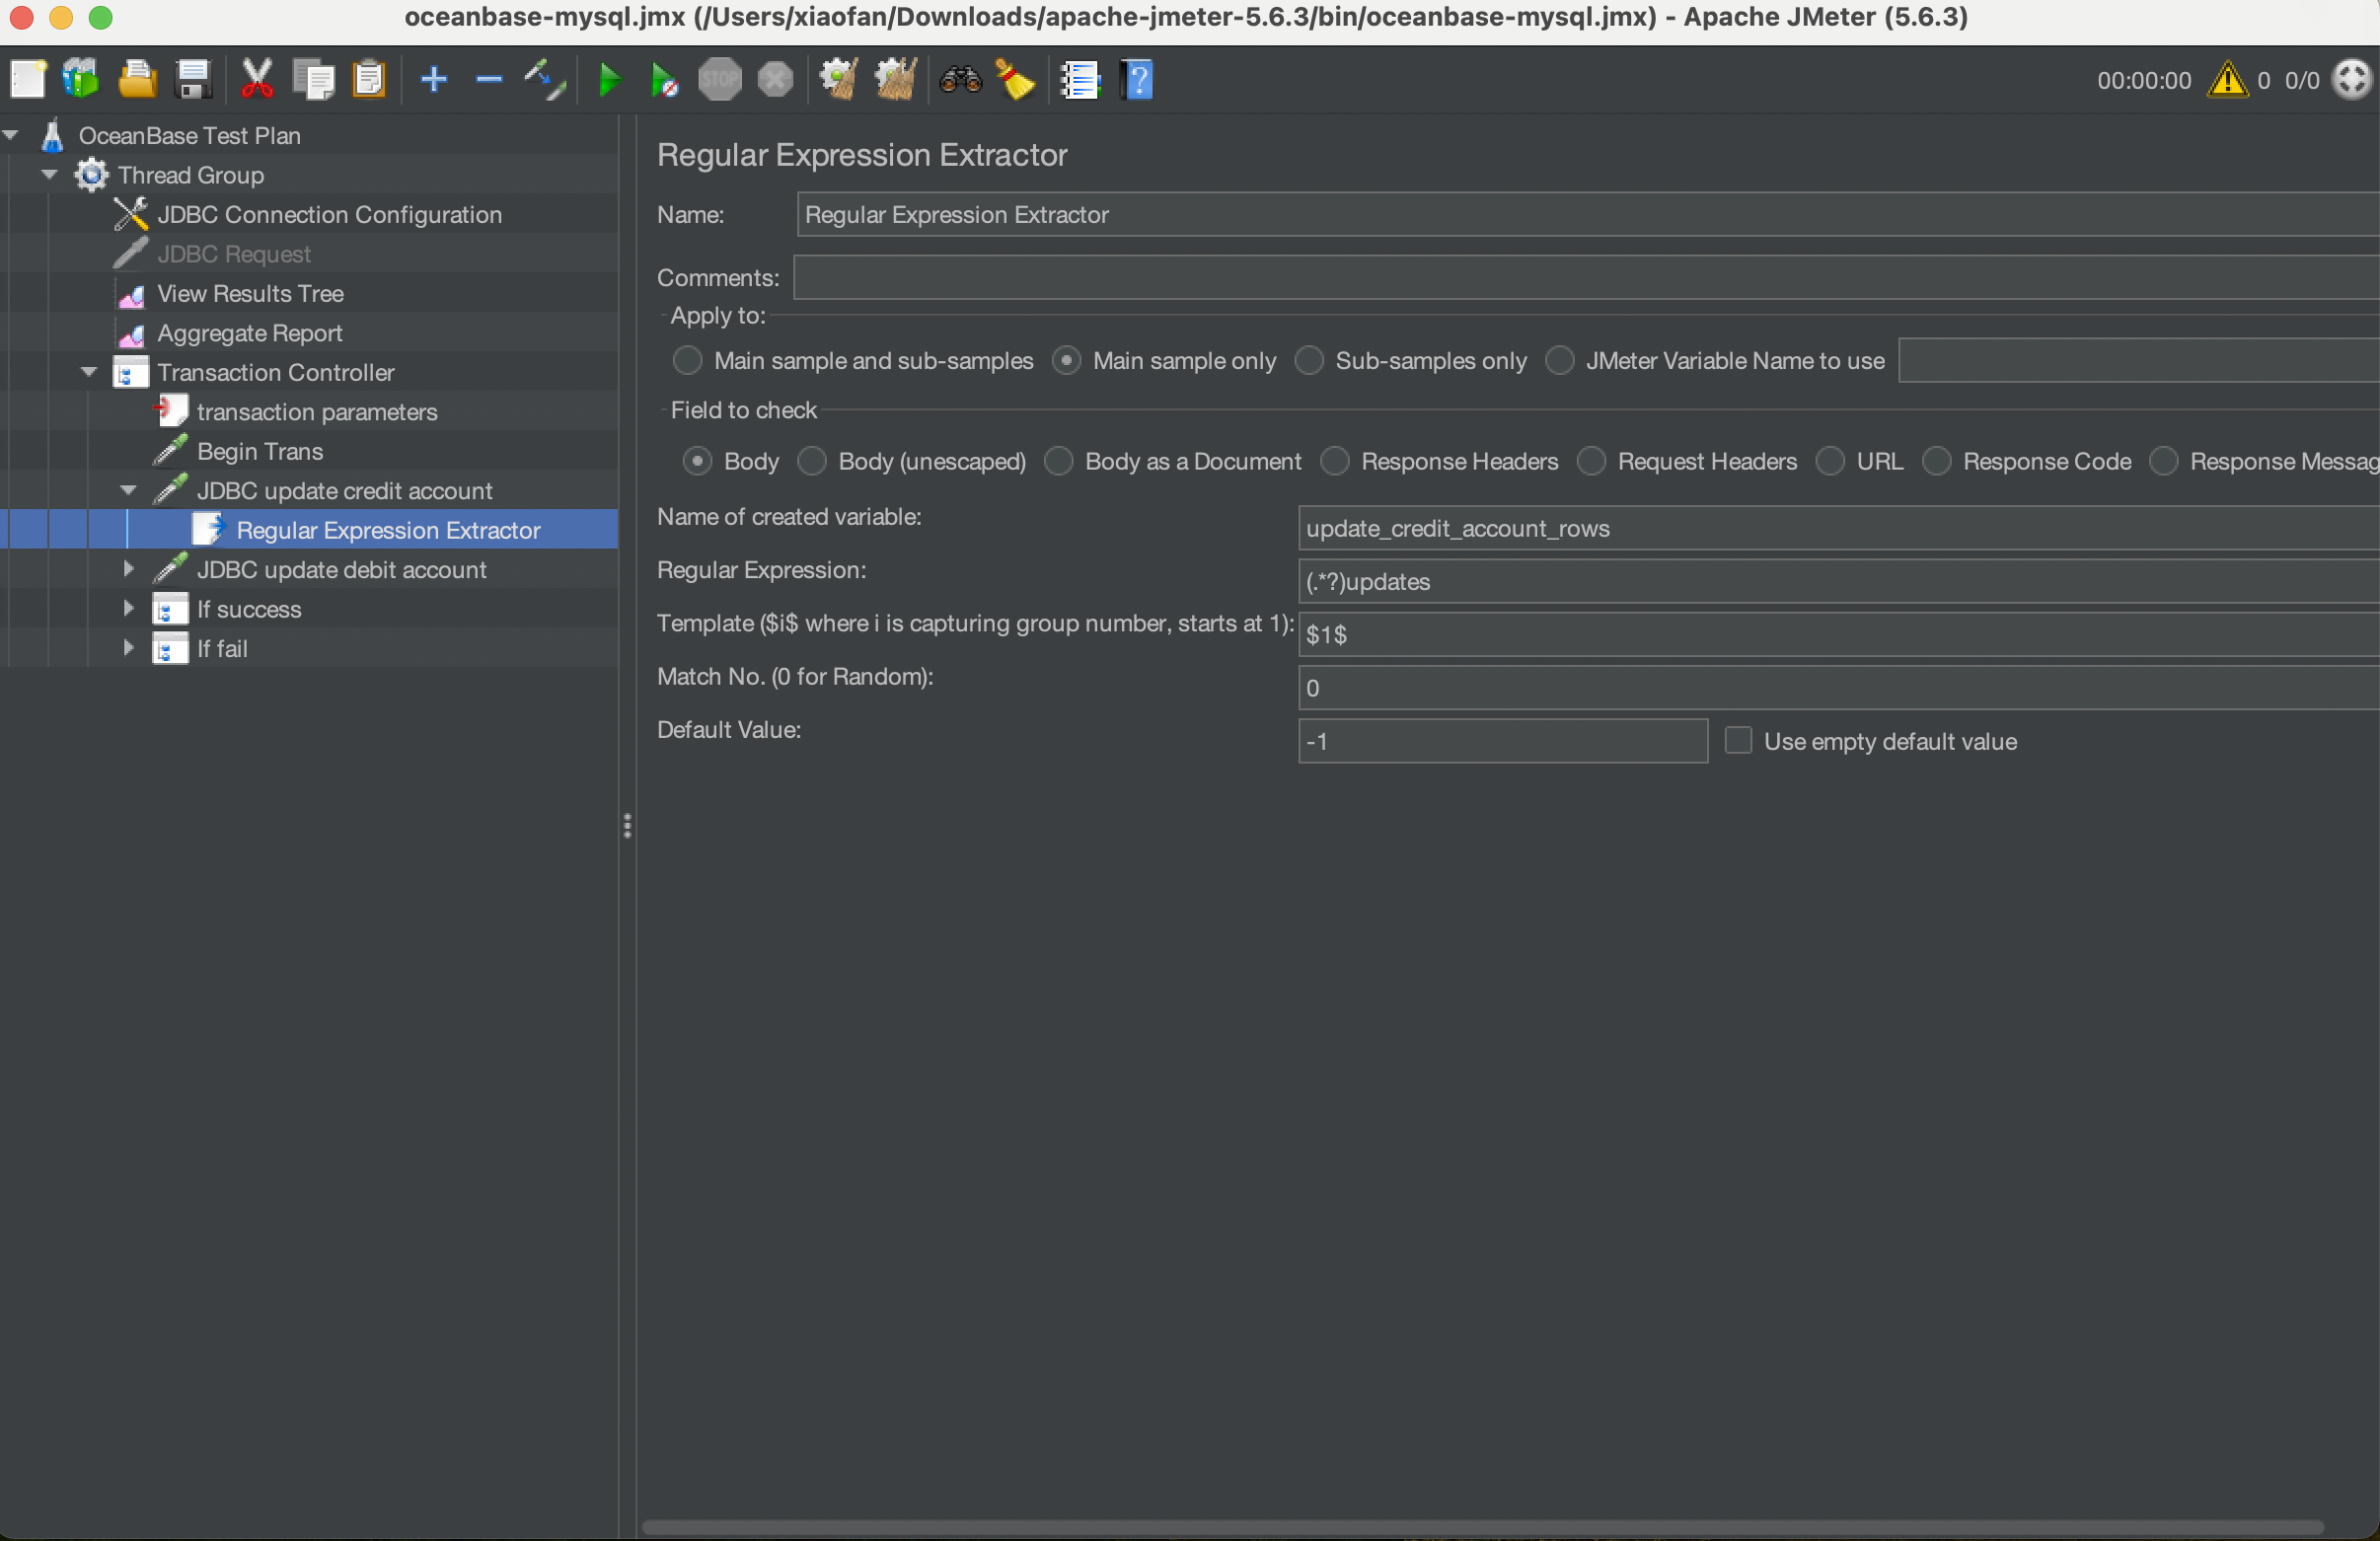 oceanbase-mysql.jmx (/Users/xiaofan/Downloads/apache-jmeter-5.6.3/bin/oceanbase-mysql.jmx) - Apache JMeter (5.6.3)
STOP
00:00:00 0 0/0
OceanBase Test Plan
Thread Group
JDBC Connection Configuration
JDBC Request
View Results Tree
Aggregate Report
Transaction Controller
transaction parameters
Begin Trans
JDBC update credit account
Regular Expression Extractor
JDBC update debit account
If success
If fail
Regular Expression Extractor
Name: Regular Expression Extractor
Comments:
Apply to:
Main sample and sub-samples Main sample only Sub-samples only JMeter Variable Name to use
Field to check
Body Body (unescaped) Body as a Document Response Headers Request Headers URL Response Code Response Messag
Name of created variable: update_credit_account_rows
Regular Expression: (.*?)updates
Template ($i$ where i is capturing group number, starts at 1): $1$
Match No. (0 for Random): 0
Default Value: -1 Use empty default value